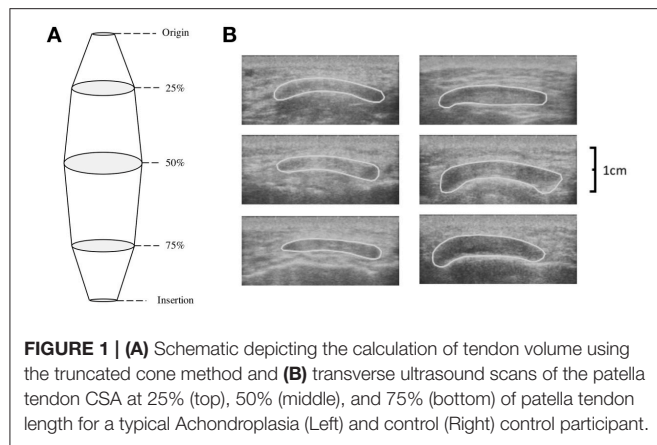 A
Origin
25%
50%
75%
Insertion
B
1cm
FIGURE 1 | (A) Schematic depicting the calculation of tendon volume using
the truncated cone method and (B) transverse ultrasound scans of the patella
tendon CSA at 25% (top), 50% (middle), and 75% (bottom) of patella tendon
length for a typical Achondroplasia (Left) and control (Right) control participant.